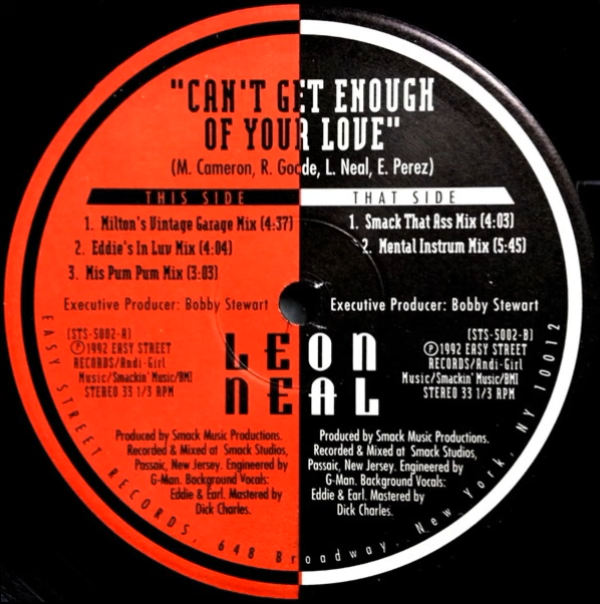 "CAN'T GET ENOUGH
OF YOUR LOVE"
(M. Cameron, R. Goode, L. Neal, E. Perez)
THIS SIDE
1. Milton's Vintage Garage Mix (4:37)
2. Eddie's In Luv Mix (4:04)
3. Mis Pum Pum Mix (3:03)
Executive Producer: Bobby Stewart
(STS-5002-A)
℗1992 EASY STREET
RECORDS/Andi-Girl
Music/Smackin' Music/BMI
STEREO 33 1/3 RPM
THAT SIDE
1. Smack That Ass Mix (4:03)
2. Mental Instrum Mix (5:45)
Executive Producer: Bobby Stewart
(STS-5002-B)
℗1992 EASY STREET
RECORDS/Andi-Girl
Music/Smackin' Music/BMI
STEREO 33 1/3 RPM
LEON
NEAL
Produced by Smack Music Productions.
Recorded & Mixed at Smack Studios,
Passaic, New Jersey. Engineered by
G-Man. Background Vocals:
Eddie & Earl. Mastered by
Dick Charles.
Produced by Smack Music Productions.
Recorded & Mixed at Smack Studios,
Passaic, New Jersey. Engineered by
G-Man. Background Vocals:
Eddie & Earl. Mastered by
Dick Charles.
EASY STREET RECORDS, 648 Broadway, New York, NY 10012